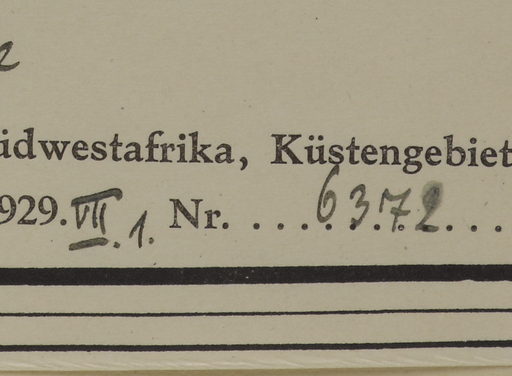 üdwestafrika, Küstengebiet
929. VII. 1. Nr. . . . . 6372 . . . .